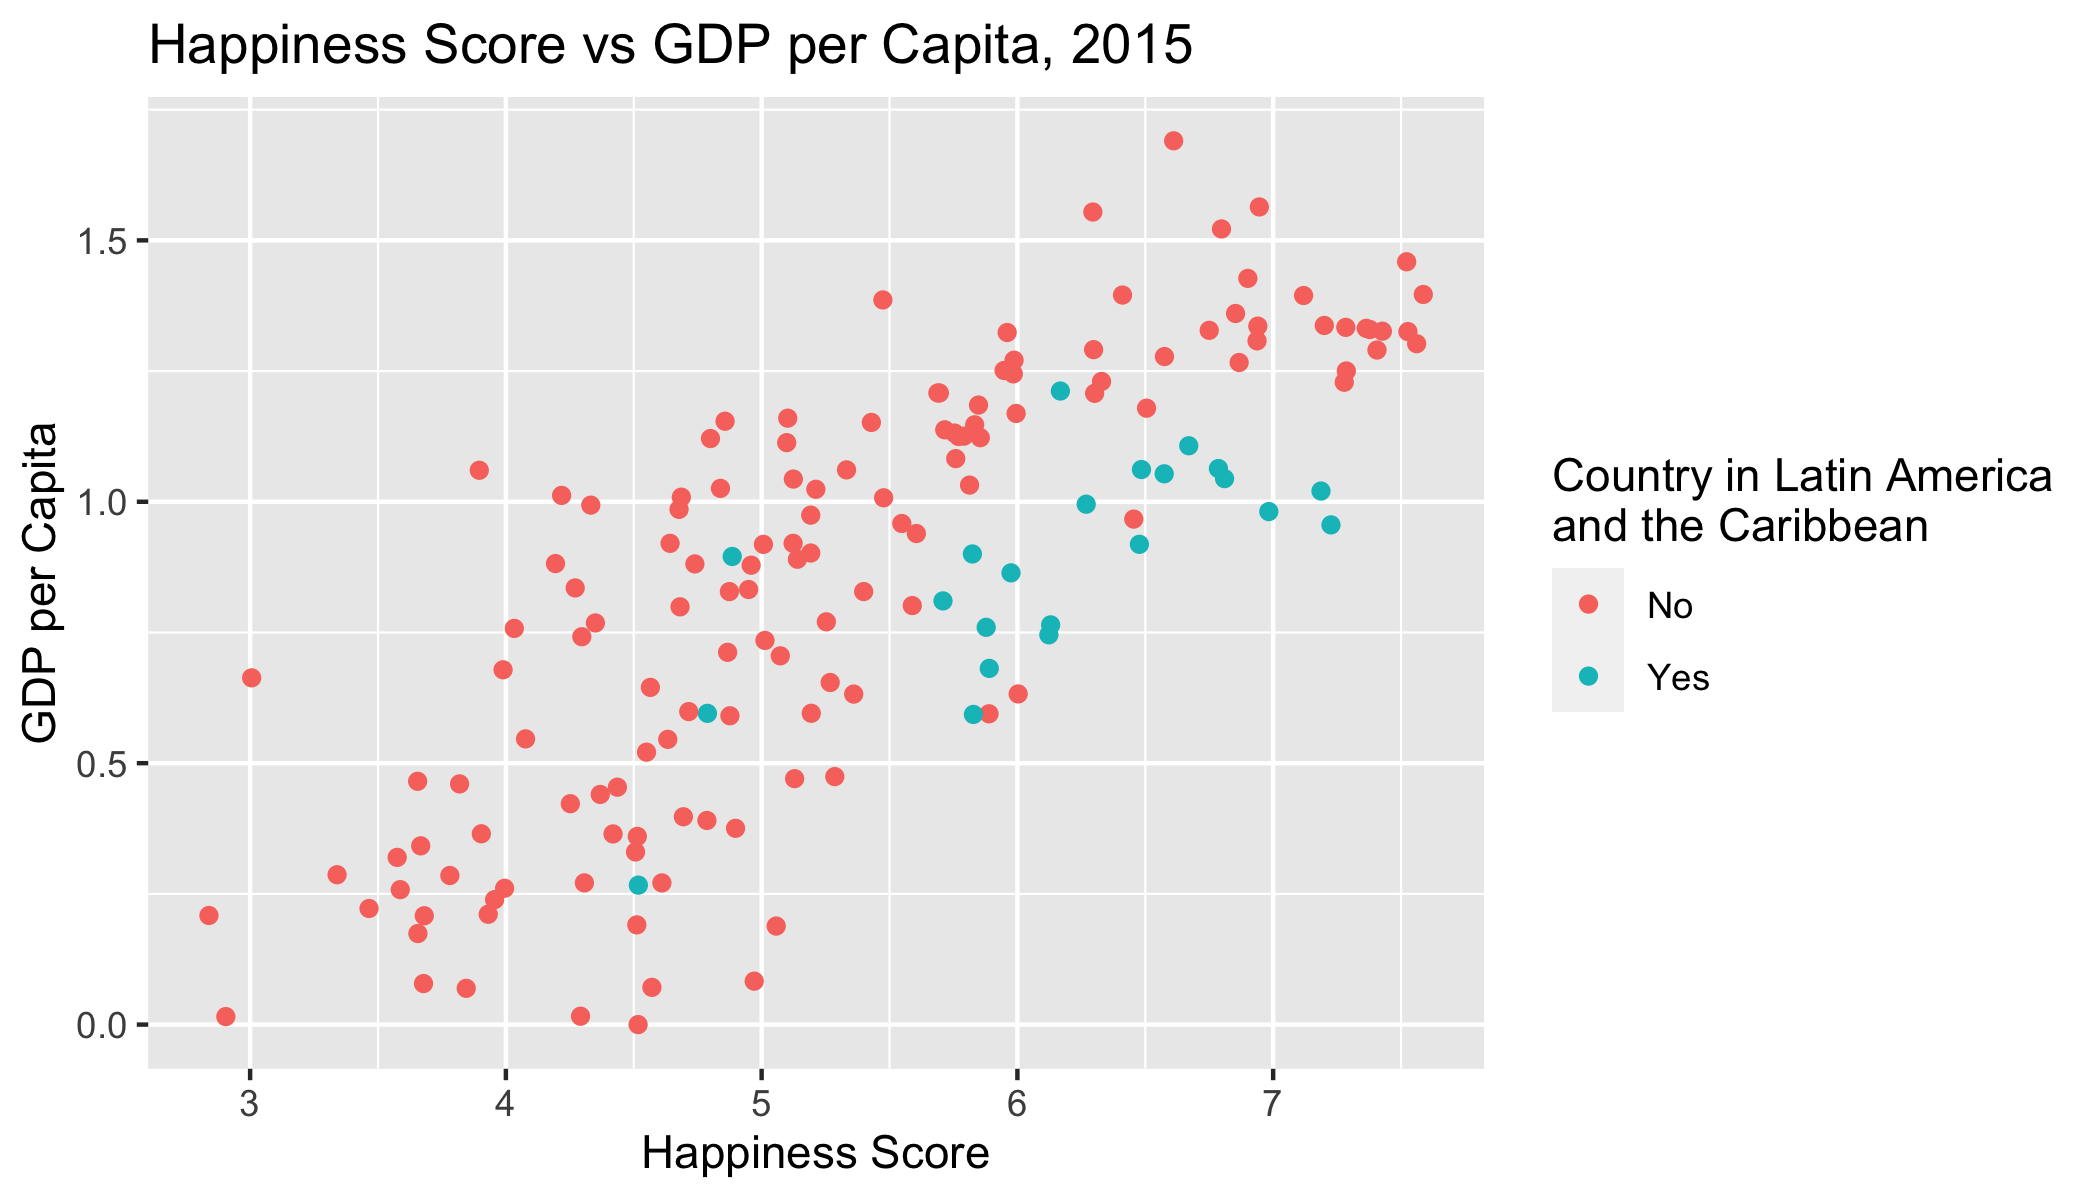 Happiness Score vs GDP per Capita, 2015
GDP per Capita
1.5
1.0
0.5
0.0
3 4 5 6 7
Happiness Score
Country in Latin America
and the Caribbean
No
Yes